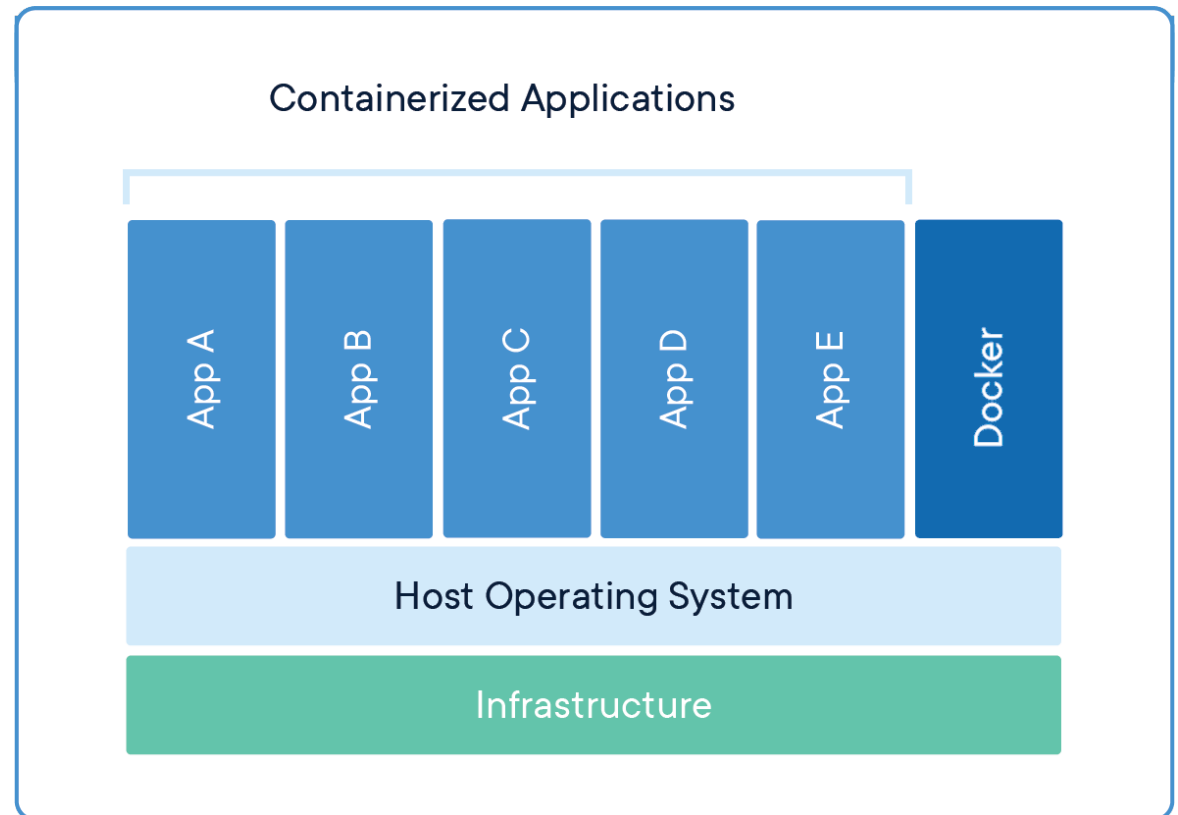 Containerized Applications
App A
App B
App C
App D
App E
Docker
Host Operating System
Infrastructure